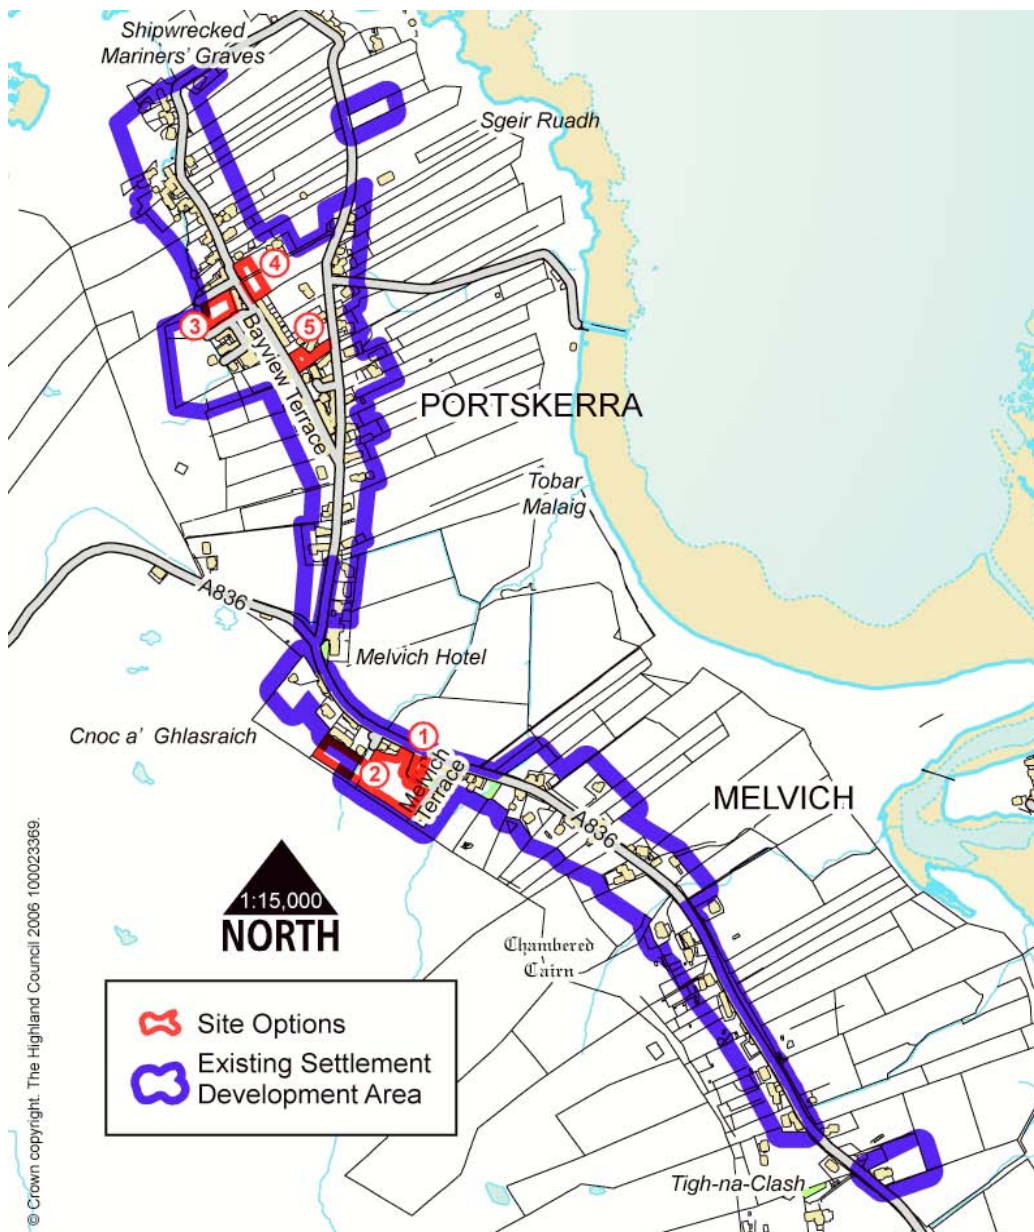 Shipwrecked
Mariners' Graves
Sgeir Ruadh
4
3
5
Bayview Terrace
PORTSKERRA
Tobar
Malaig
A836
Melvich Hotel
Cnoc a' Ghlasraich
1
2
Melvich
Terrace
MELVICH
A836
1:15,000
NORTH
Chambered
Cairn
Site Options
Existing Settlement
Development Area
Tigh-na-Clash
© Crown copyright. The Highland Council 2006 100023369.